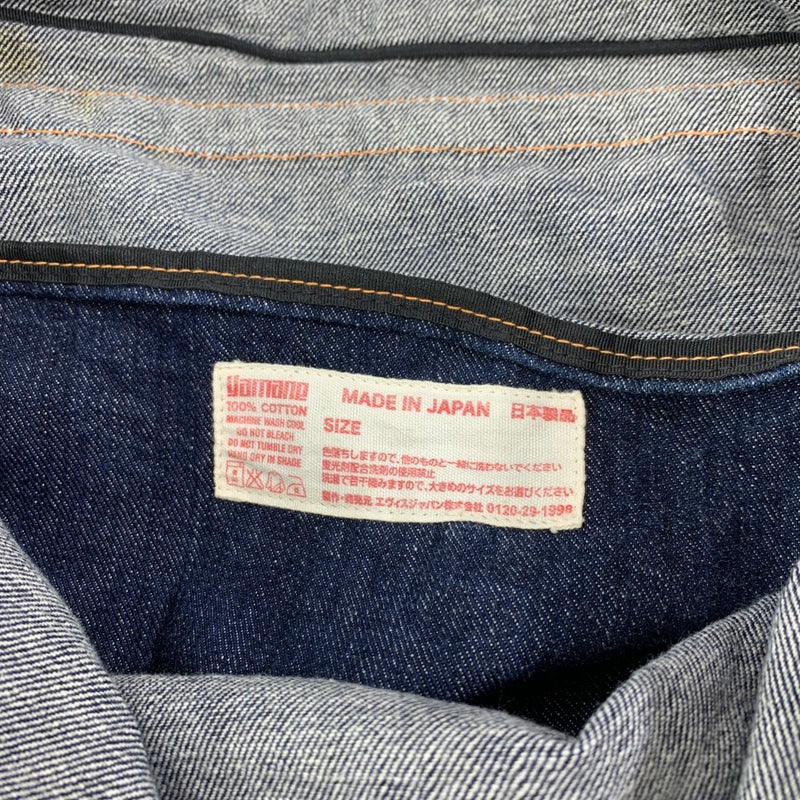 yamane
100% COTTON
MACHINE WASH COOL
DO NOT BLEACH
DO NOT TUMBLE DRY
VANG DRY IN SHADE
MADE IN JAPAN 日本製品
SIZE
色落ちしますので、他のものと一緒に洗わないでください
蛍光剤配合洗剤の使用禁止
洗濯で若干縮みますので、大きめのサイズをお選びください
製作・発売元 エヴィスジャパン株式会社 0120-29-1998